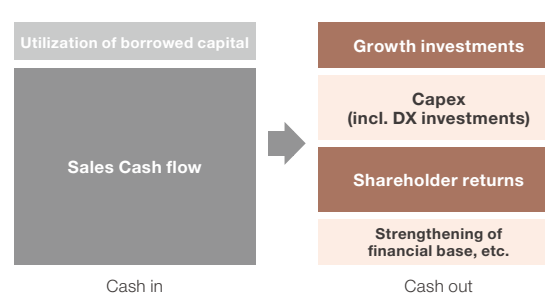 Utilization of borrowed capital
Sales Cash flow
Cash in
Growth investments
Capex
(incl. DX investments)
Shareholder returns
Strengthening of
financial base, etc.
Cash out